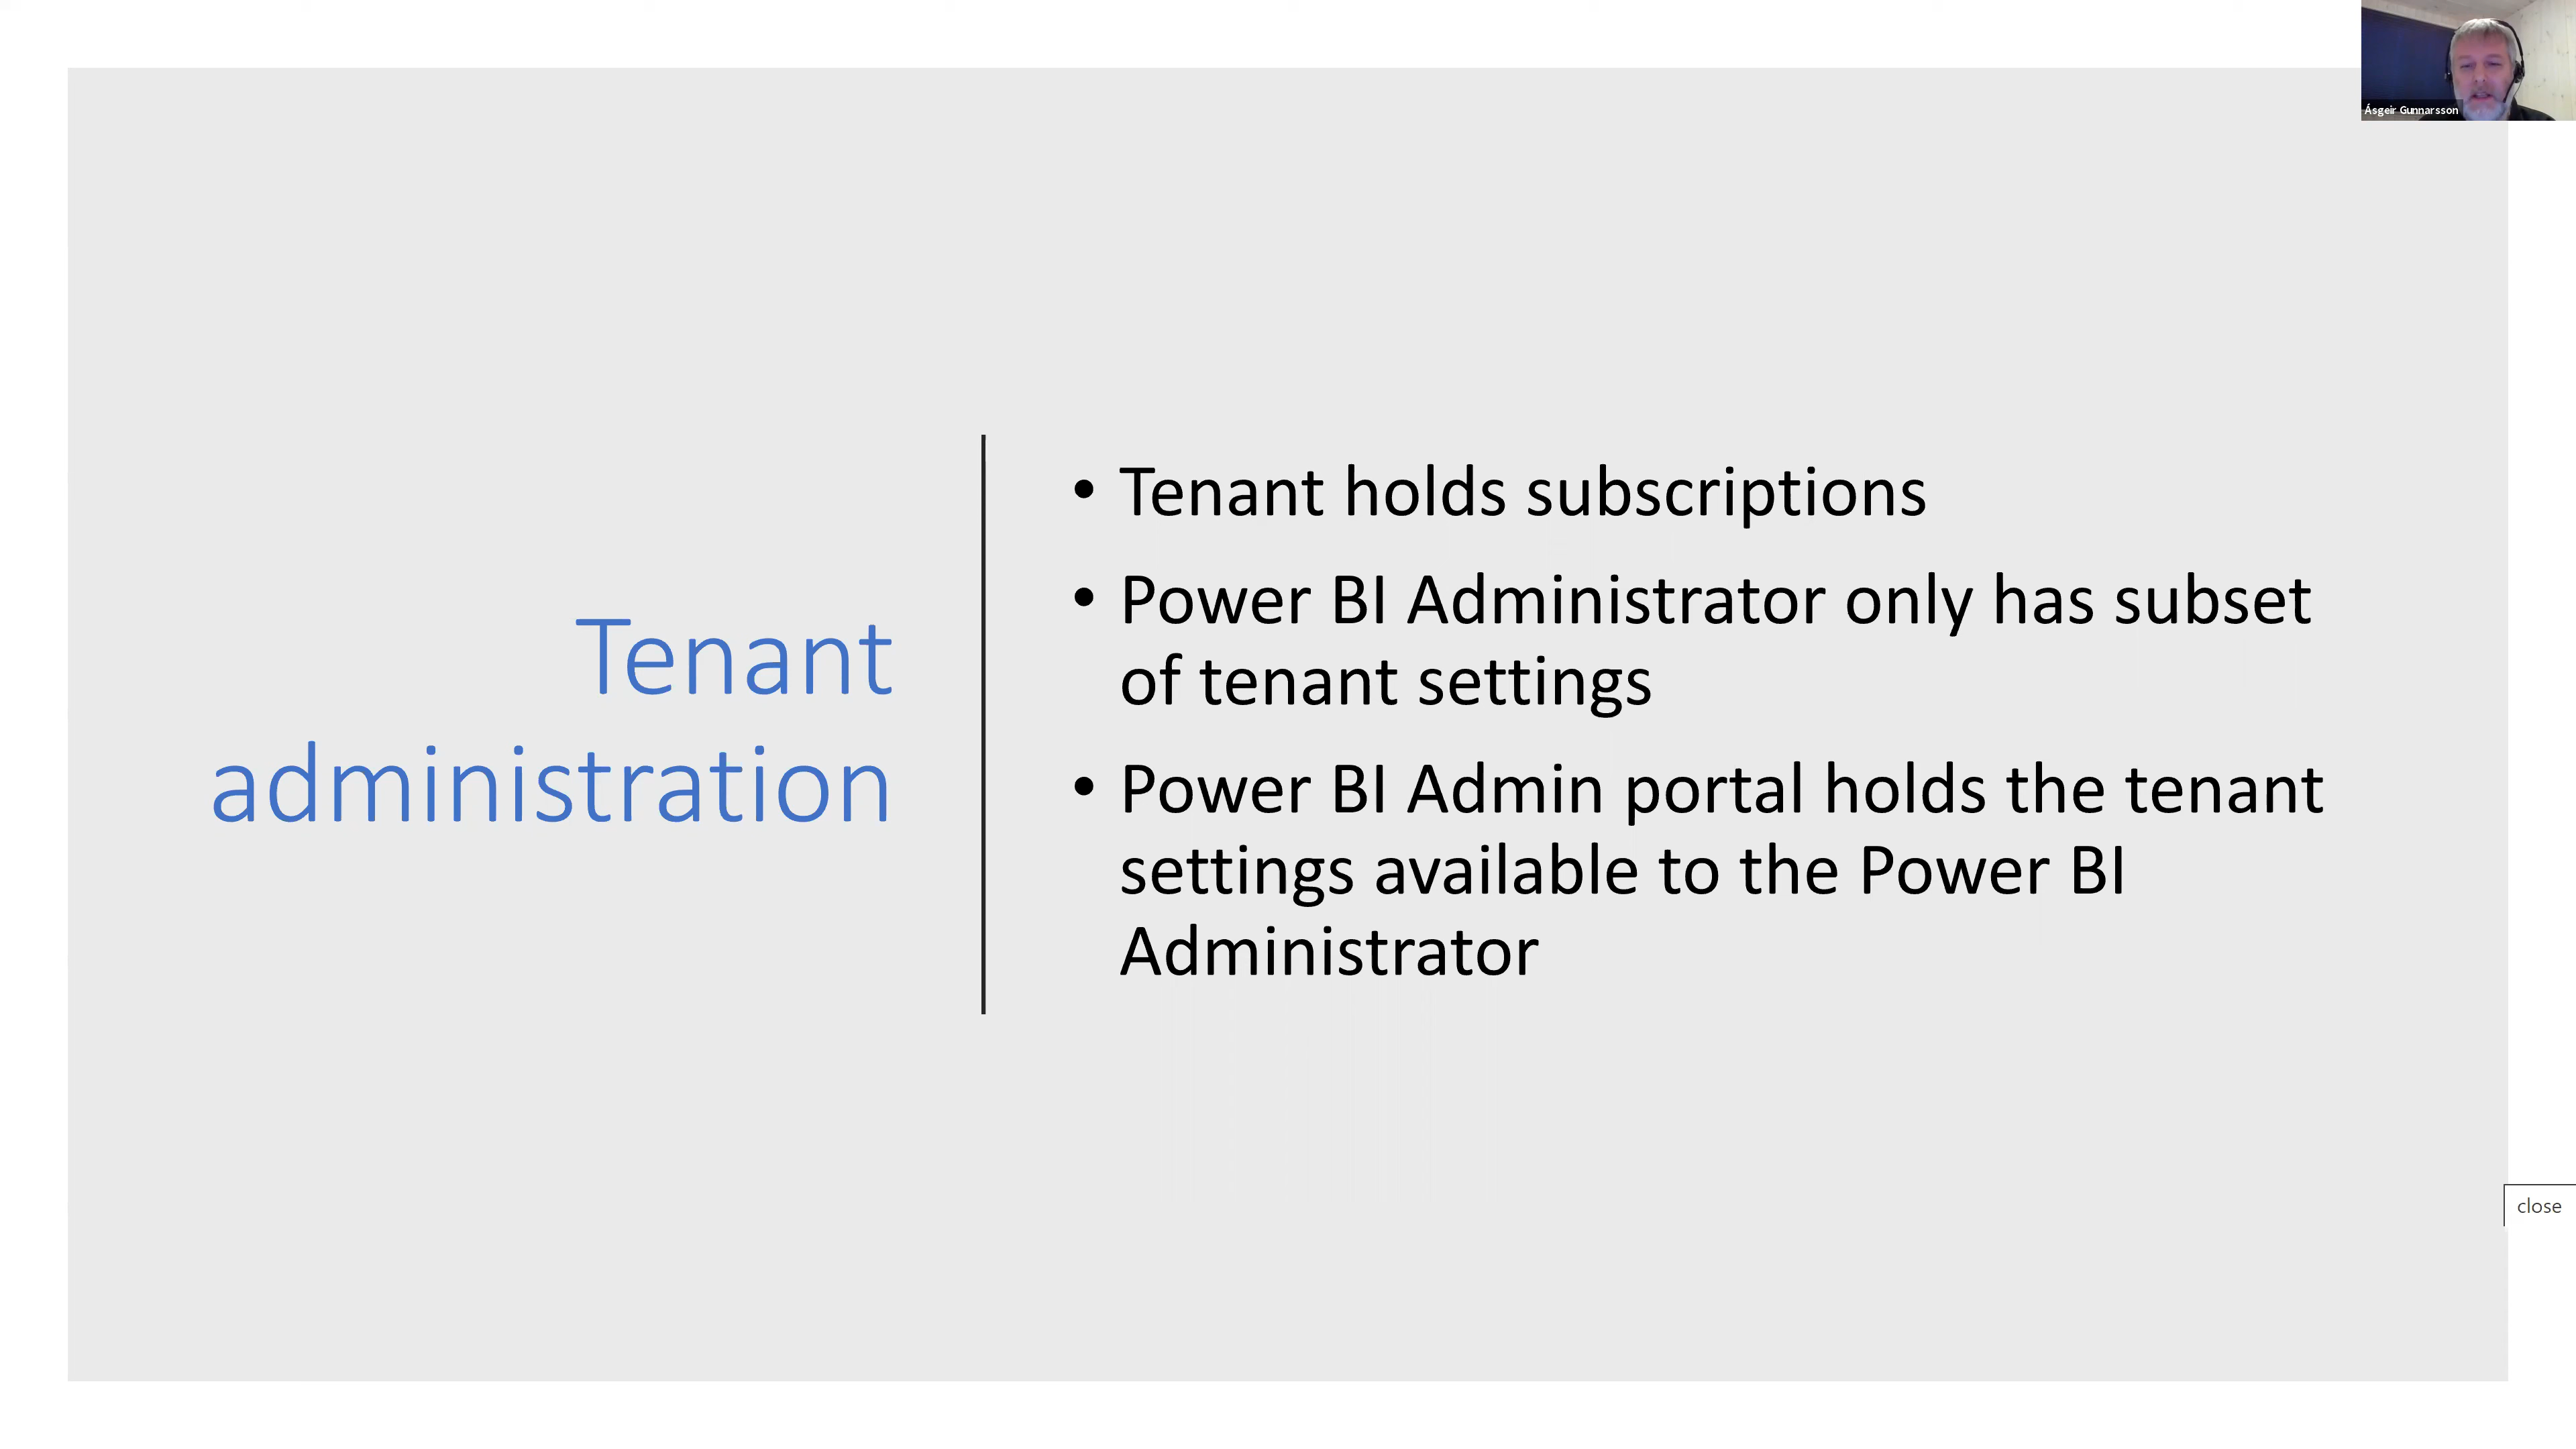 Ásgeir Gunnarsson
Tenant
administration
• Tenant holds subscriptions
• Power BI Administrator only has subset
of tenant settings
• Power BI Admin portal holds the tenant
settings available to the Power BI
Administrator
close